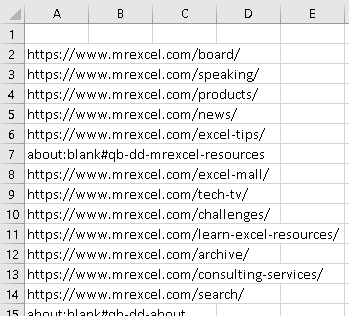 A B C D E
1
2 https://www.mrexcel.com/board/
3 https://www.mrexcel.com/speaking/
4 https://www.mrexcel.com/products/
5 https://www.mrexcel.com/news/
6 https://www.mrexcel.com/excel-tips/
7 about:blank#qb-dd-mrexcel-resources
8 https://www.mrexcel.com/excel-mall/
9 https://www.mrexcel.com/tech-tv/
10 https://www.mrexcel.com/challenges/
11 https://www.mrexcel.com/learn-excel-resources/
12 https://www.mrexcel.com/archive/
13 https://www.mrexcel.com/consulting-services/
14 https://www.mrexcel.com/search/
15 about:blank#qb-dd-about